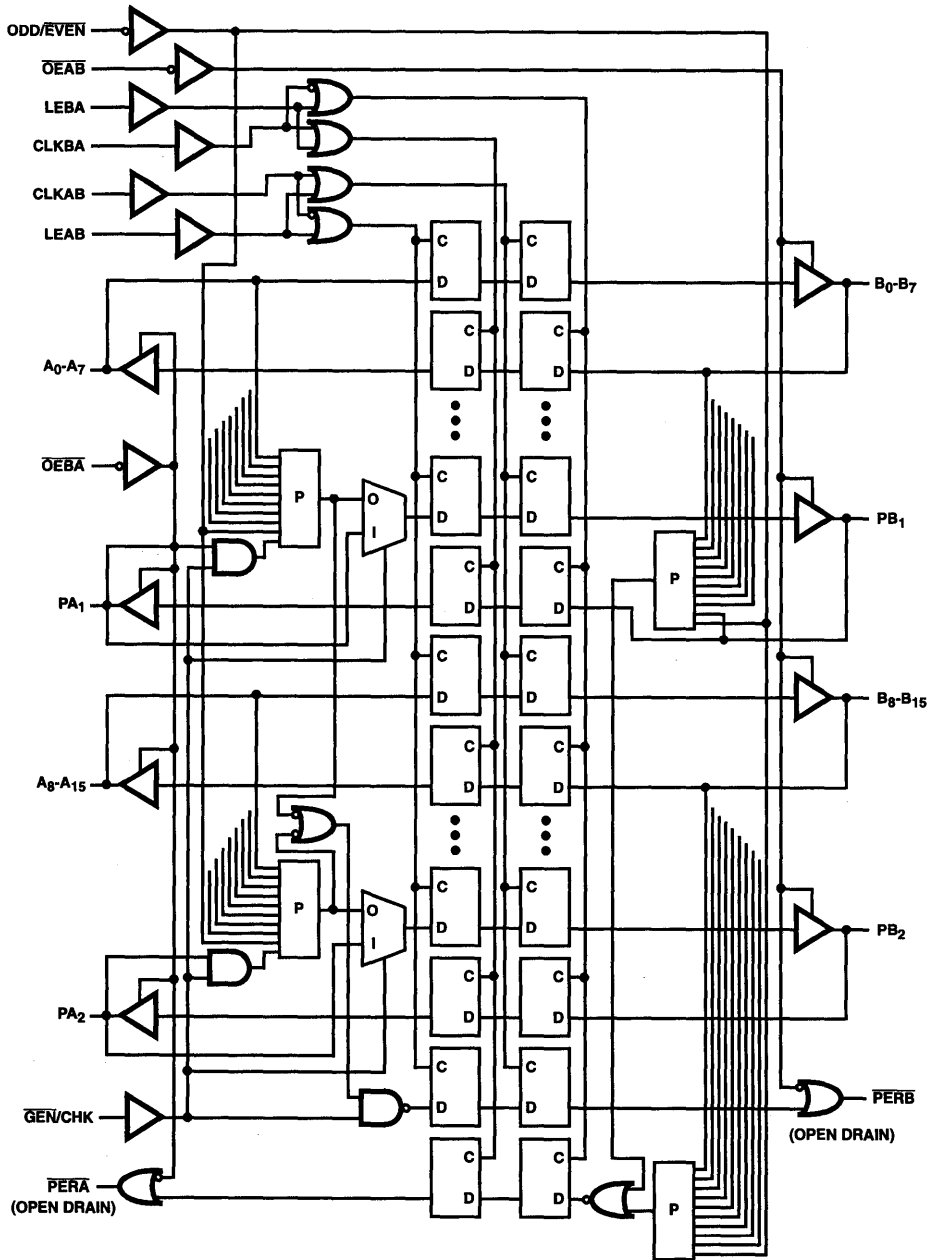 ODD/EVEN
OEAB
LEBA
CLKBA
CLKAB
LEAB
C
C
D
D
B0-B7
C
C
A0-A7
D
D
OEBA
C
C
P
O
I
D
D
PB1
C
C
P
PA1
D
D
C
C
D
D
B8-B15
C
C
A8-A15
D
D
C
C
P
O
I
D
D
PB2
C
C
PA2
D
D
C
C
GEN/CHK
D
D
PERB
(OPEN DRAIN)
C
C
PERA
(OPEN DRAIN)
D
D
P